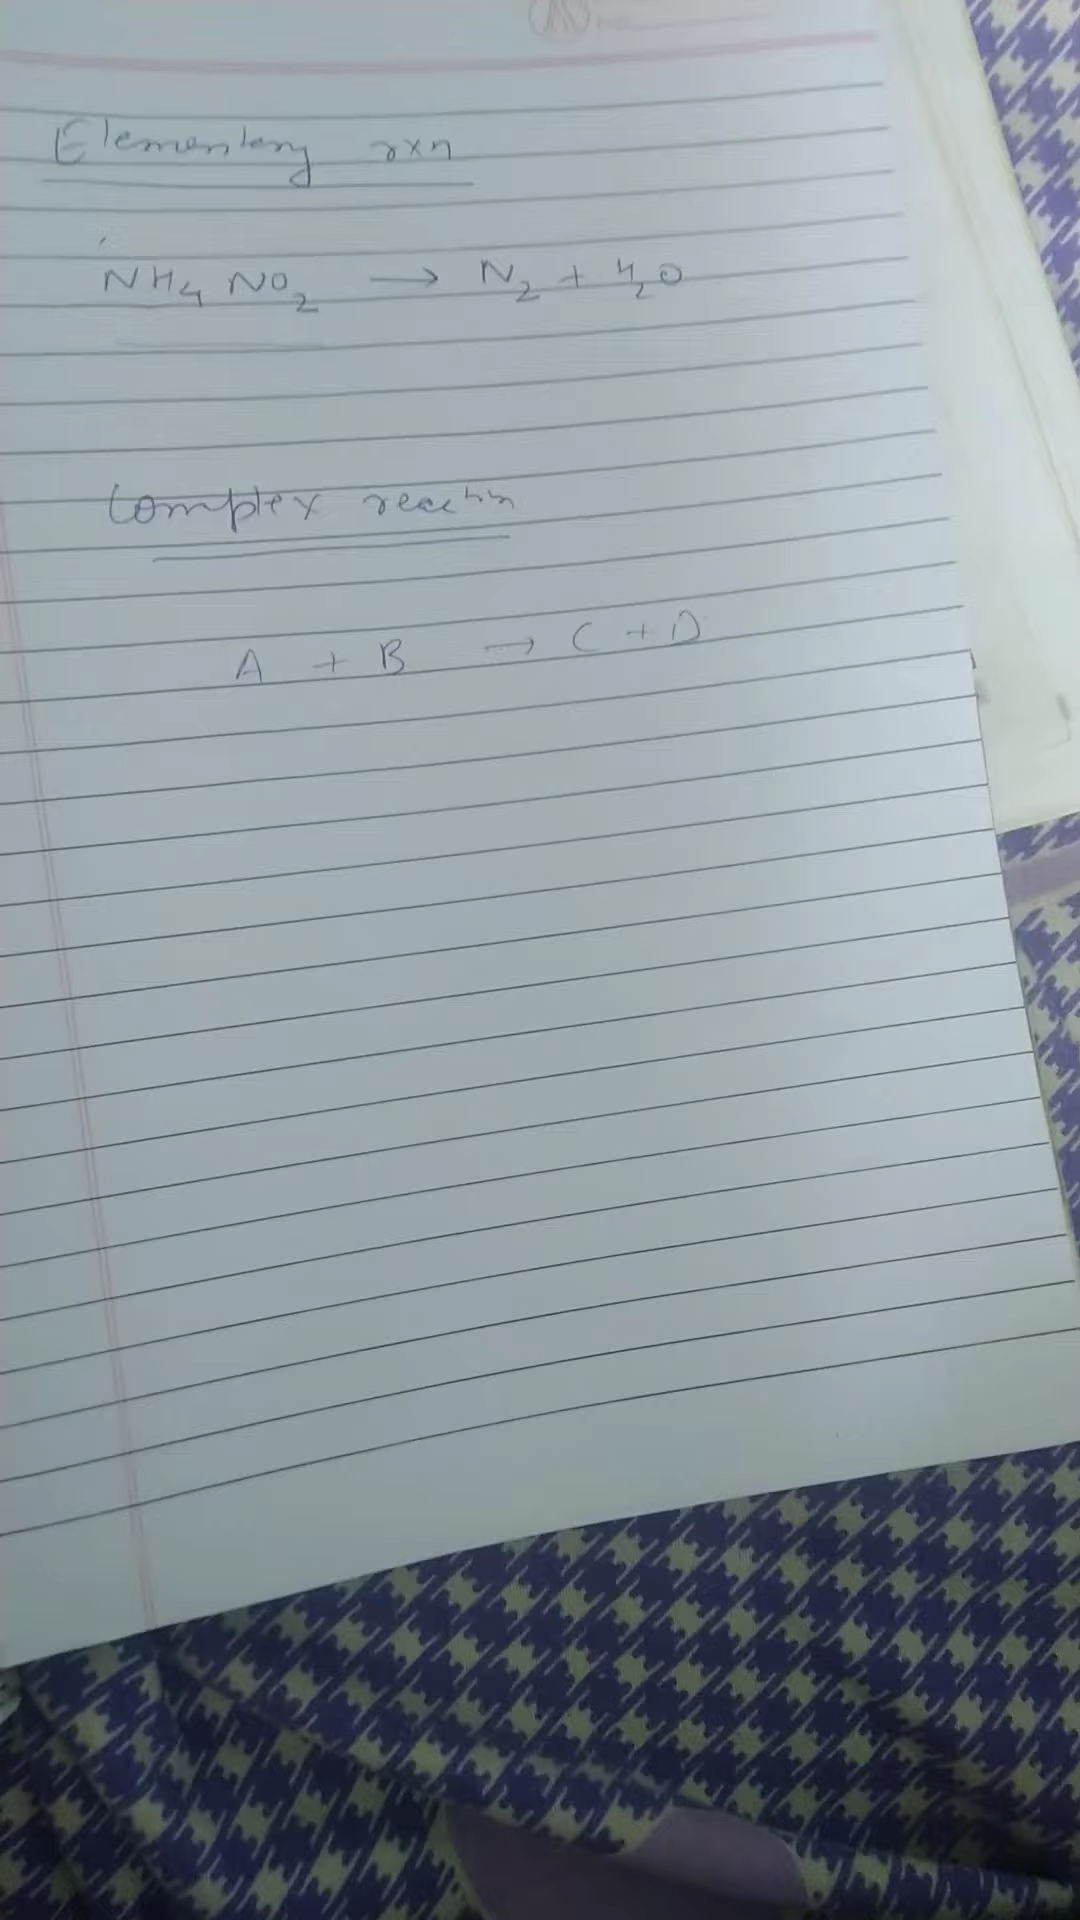 Elementary rxn
NH4 NO2 → N2 + H2O
Complex reaction
A + B → C + D